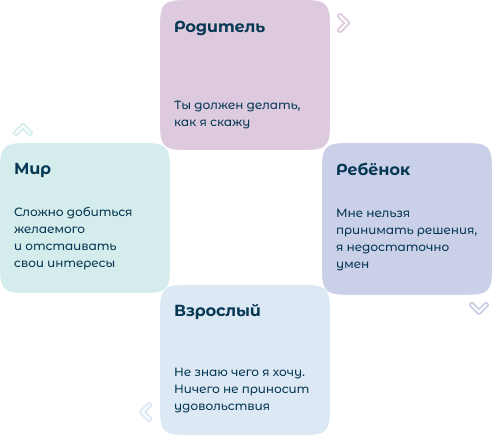 Родитель
Ты должен делать,
как я скажу
Мир
Сложно добиться
желаемого
и отстаивать
свои интересы
Ребёнок
Мне нельзя
принимать решения,
я недостаточно
умен
Взрослый
Не знаю чего я хочу.
Ничего не приносит
удовольствия